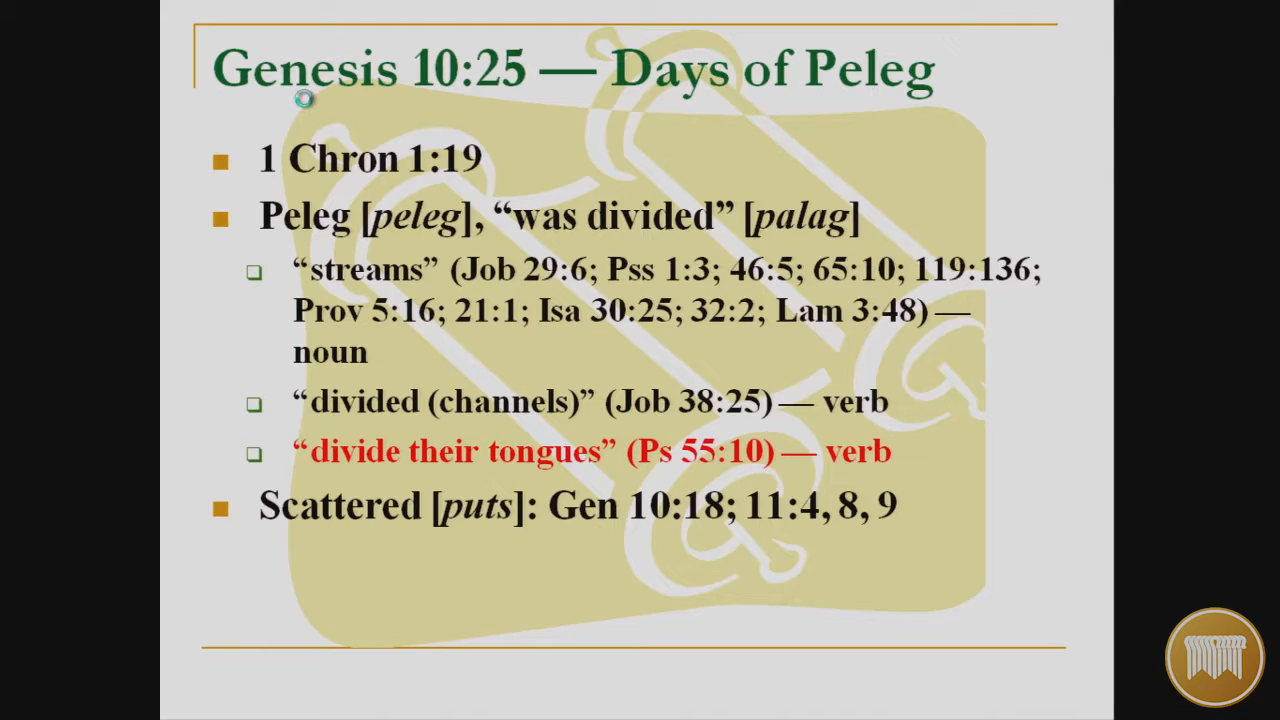 Genesis 10:25 — Days of Peleg
1 Chron 1:19
Peleg [peleg], “was divided” [palag]
“streams” (Job 29:6; Pss 1:3; 46:5; 65:10; 119:136;
Prov 5:16; 21:1; Isa 30:25; 32:2; Lam 3:48) —
noun
“divided (channels)” (Job 38:25) — verb
“divide their tongues” (Ps 55:10) — verb
Scattered [puts]: Gen 10:18; 11:4, 8, 9